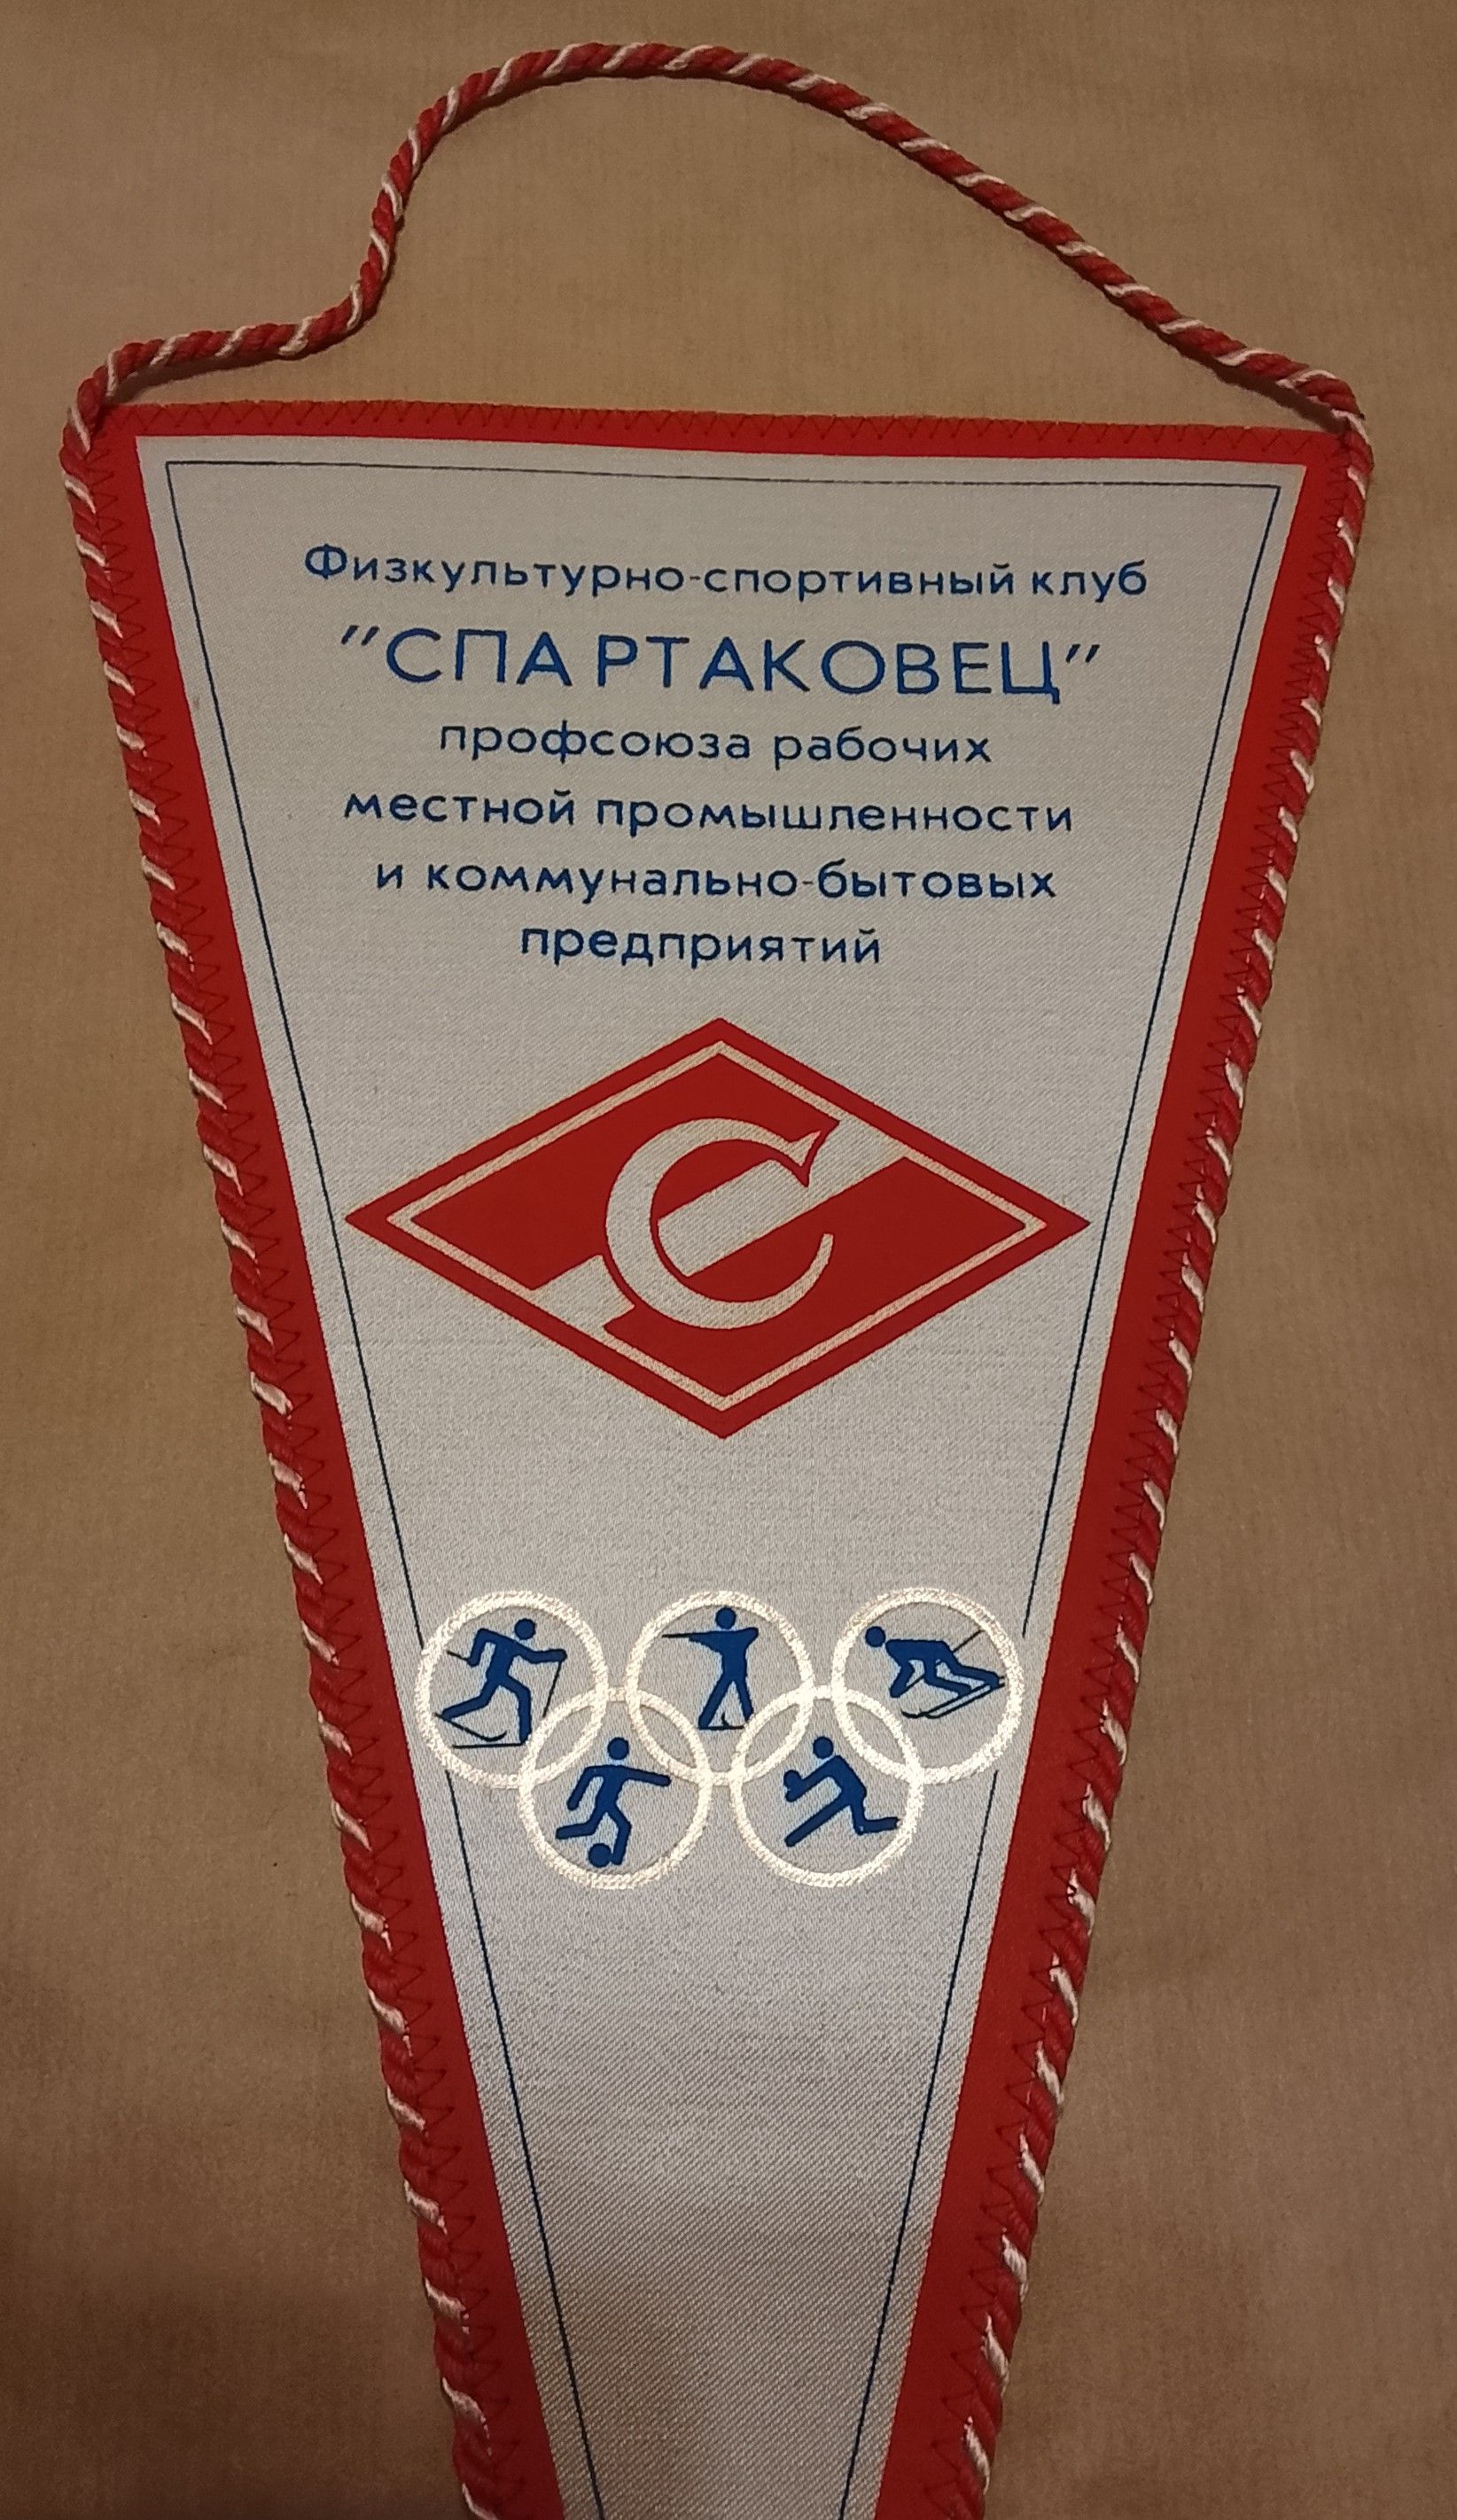 Физкультурно-спортивный клуб
"СПАРТАКОВЕЦ"
профсоюза рабочих
местной промышленности
и коммунально-бытовых
предприятий
С